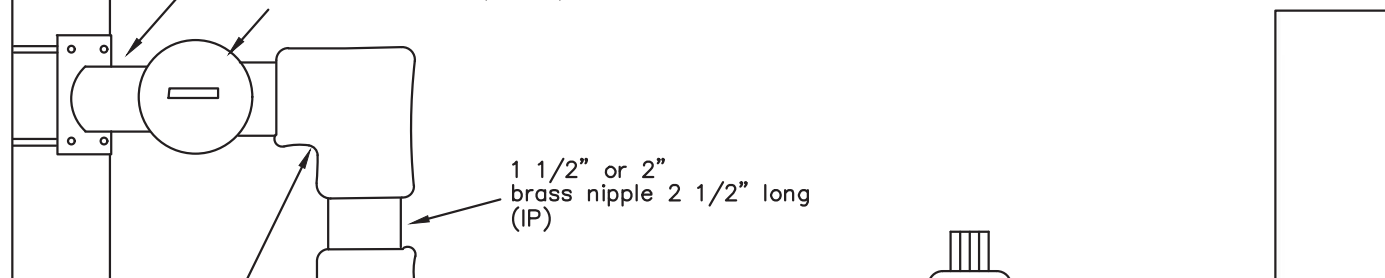 1 1/2” or 2”
brass nipple 2 1/2” long
(IP)